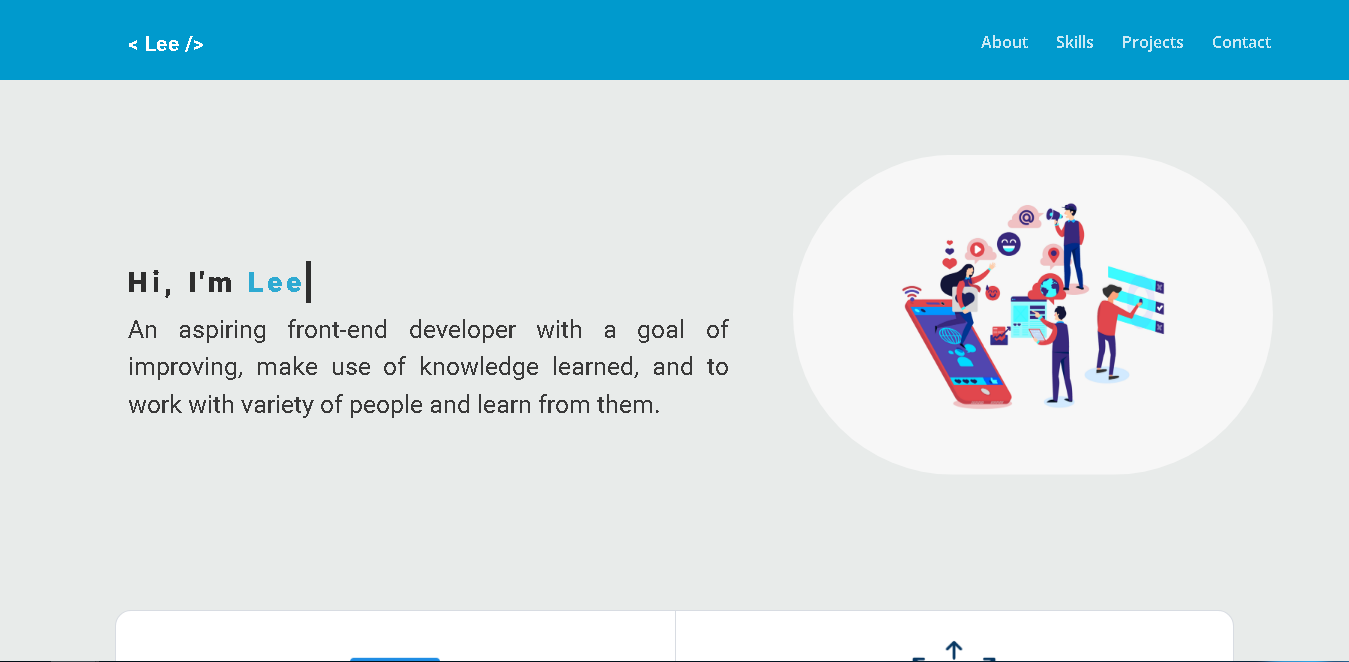 < Lee />
About Skills Projects Contact
Hi, I'm Lee
An aspiring front-end developer with a goal of
improving, make use of knowledge learned, and to
work with variety of people and learn from them.
@